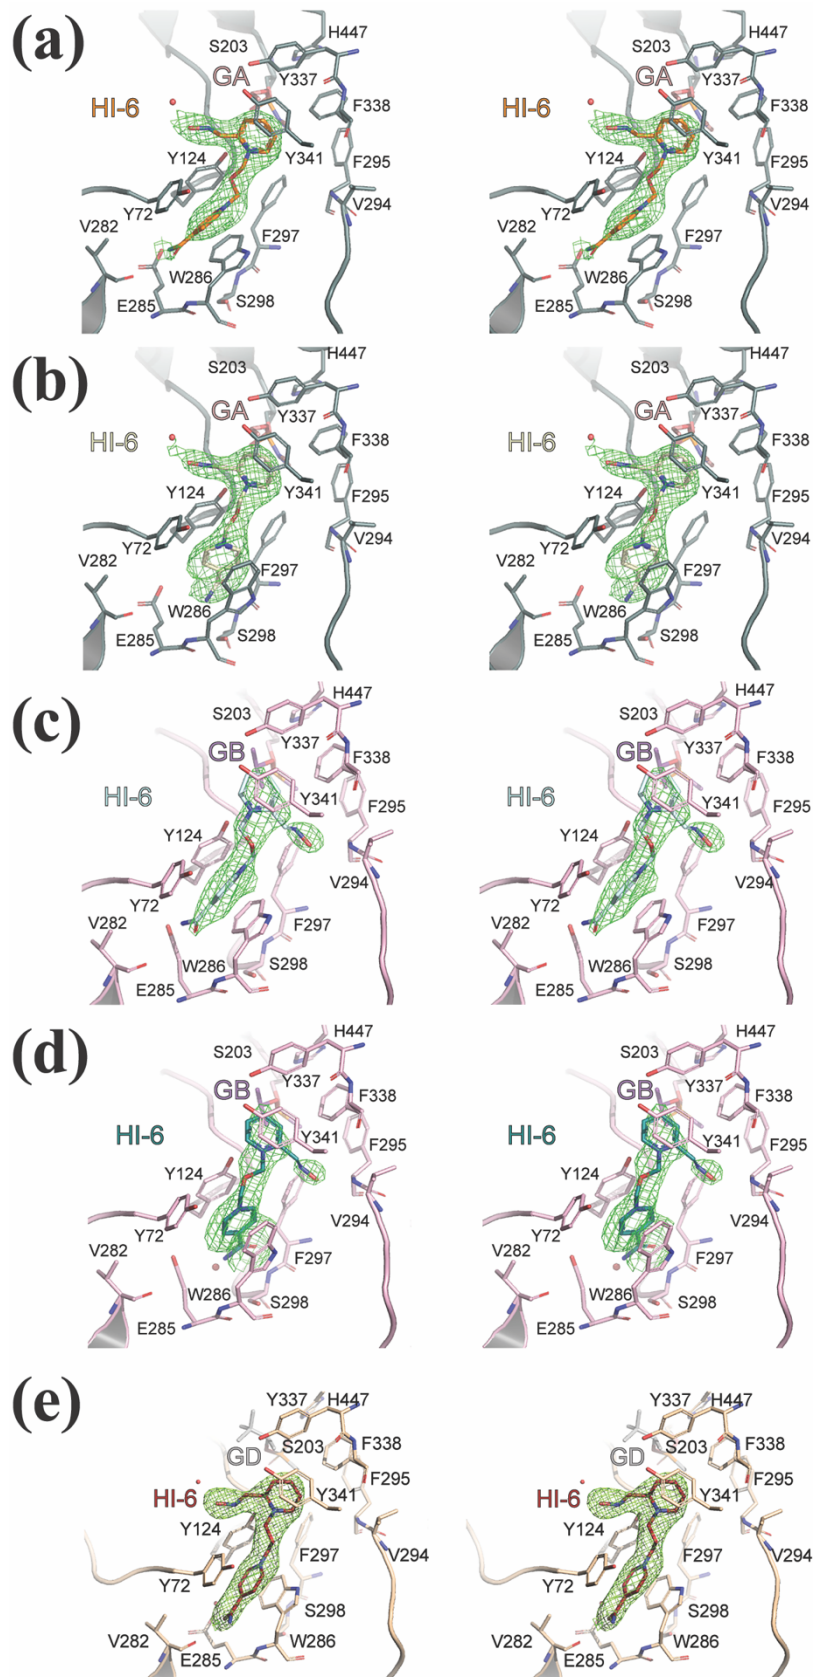 (a)
S203
H447
GA
Y337
HI-6
F338
Y124
Y341
F295
Y72
V294
V282
F297
W286
E285
S298
S203
H447
GA
Y337
HI-6
F338
Y124
Y341
F295
Y72
V294
V282
F297
W286
E285
S298
(b)
S203
H447
GA
Y337
HI-6
F338
Y124
Y341
F295
Y72
V294
V282
F297
W286
E285
S298
S203
H447
GA
Y337
HI-6
F338
Y124
Y341
F295
Y72
V294
V282
F297
W286
E285
S298
(c)
H447
S203
GB
Y337
F338
HI-6
Y341
F295
Y124
V294
Y72
V282
F297
W286
S298
E285
H447
S203
GB
Y337
F338
HI-6
Y341
F295
Y124
V294
Y72
V282
F297
W286
S298
E285
(d)
H447
S203
Y337
GB
F338
HI-6
Y341
F295
Y124
V294
Y72
V282
F297
W286
S298
E285
H447
S203
Y337
GB
F338
HI-6
Y341
F295
Y124
V294
Y72
V282
F297
W286
S298
E285
(e)
Y337
H447
GD
S203
F338
F295
HI-6
Y341
Y124
F297
V294
Y72
S298
V282
E285
W286
Y337
H447
GD
S203
F338
F295
HI-6
Y341
Y124
F297
V294
Y72
S298
V282
E285
W286